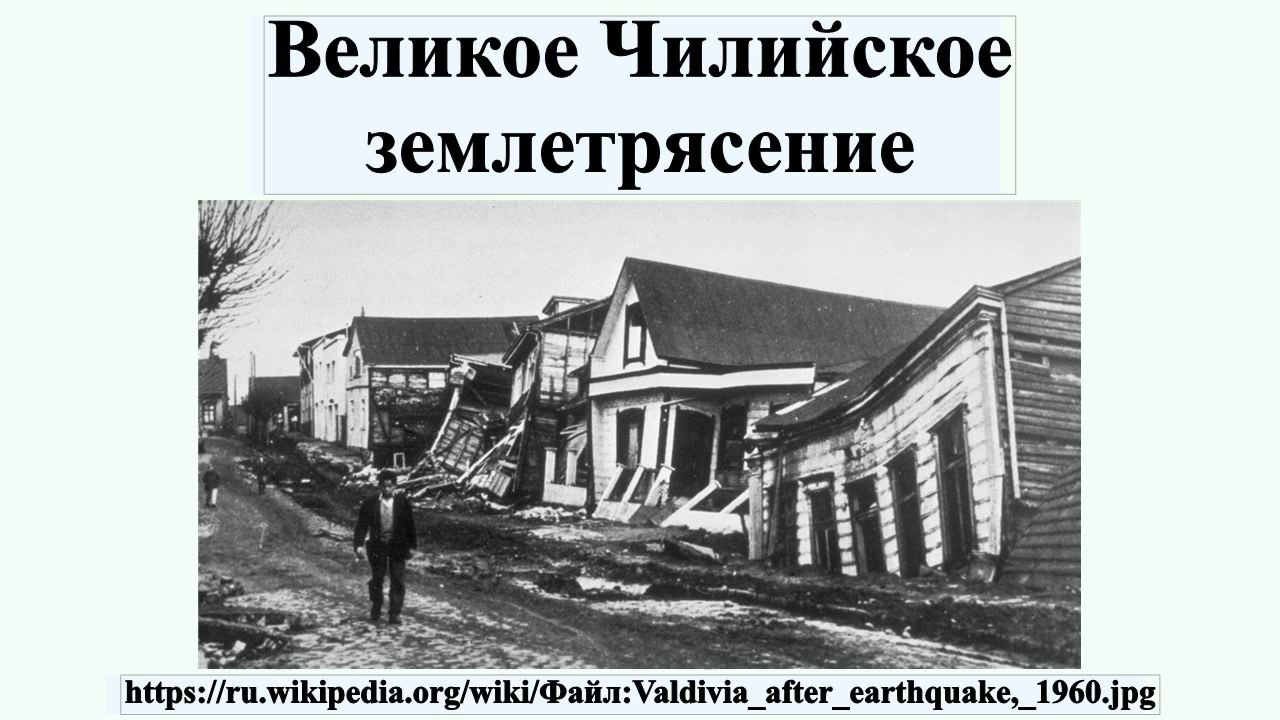 Великое Чилийское
землетрясение
https://ru.wikipedia.org/wiki/Файл:Valdivia_after_earthquake,_1960.jpg